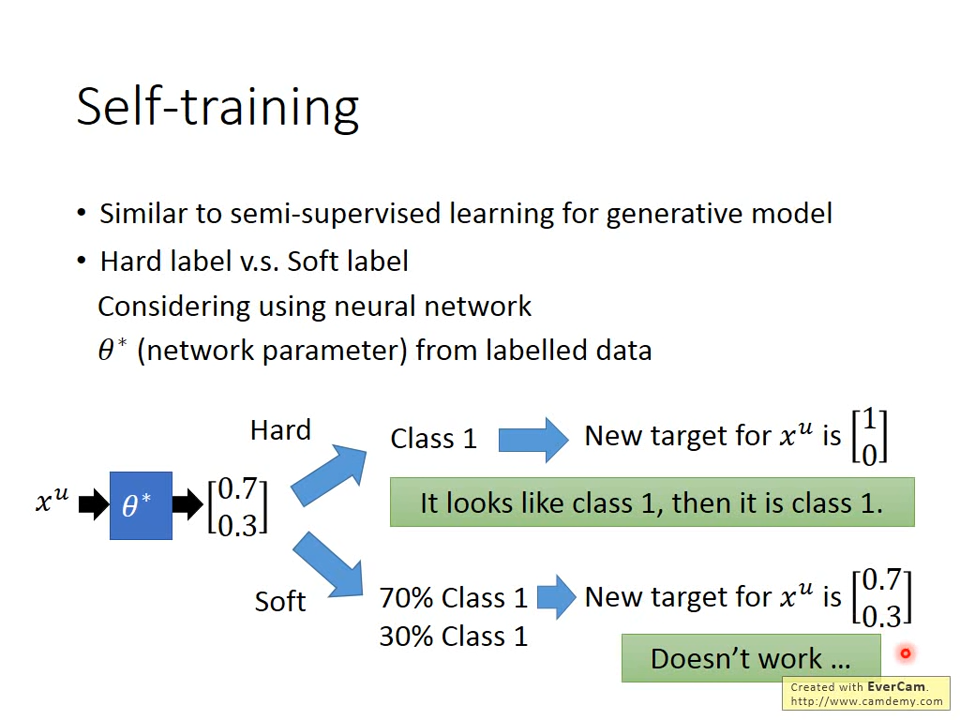 Self-training
• Similar to semi-supervised learning for generative model
• Hard label v.s. Soft label
Considering using neural network
θ* (network parameter) from labelled data
Hard
Class 1
New target for xᵘ is [1 0]
It looks like class 1, then it is class 1.
xᵘ
θ*
[0.7 0.3]
Soft
70% Class 1
30% Class 1
New target for xᵘ is [0.7 0.3]
Doesn't work …
Created with EverCam.
http://www.camdemy.com